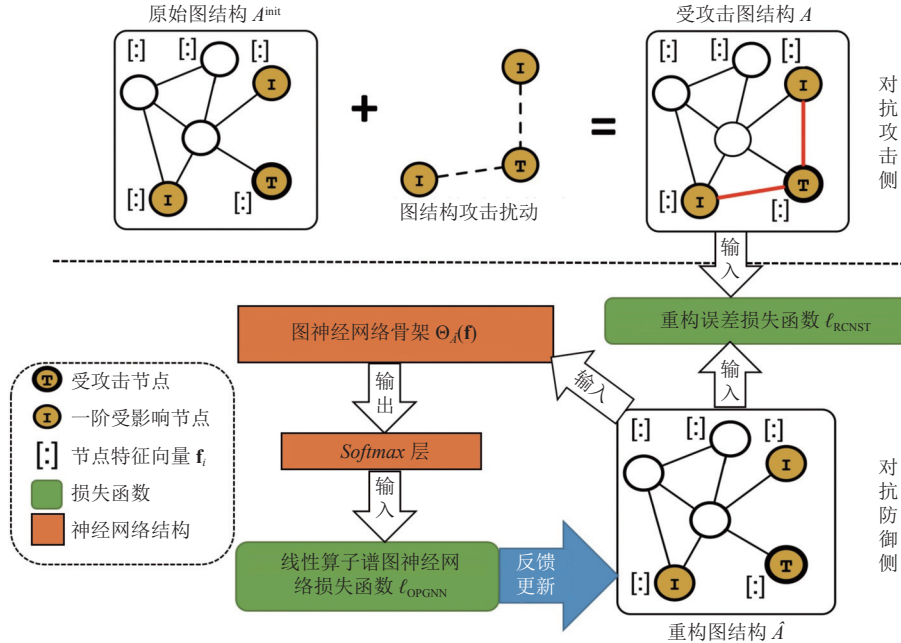 原始图结构 A^init
受攻击图结构 A
[:]
[:]
[:]
I
T
I
[:]
[:]
+
I
T
I
图结构攻击扰动
=
[:]
[:]
[:]
I
T
I
[:]
[:]
对抗攻击侧
输入
重构误差损失函数 ℓ_RCNST
输入
图神经网络骨架 Θ_Â(f)
输入
输出
Softmax 层
输入
线性算子谱图神经网
络损失函数 ℓ_OPGNN
反馈
更新
[:]
[:]
[:]
I
T
I
[:]
[:]
重构图结构 Â
对抗防御侧
T 受攻击节点
I 一阶受影响节点
[:] 节点特征向量 f_i
损失函数
神经网络结构